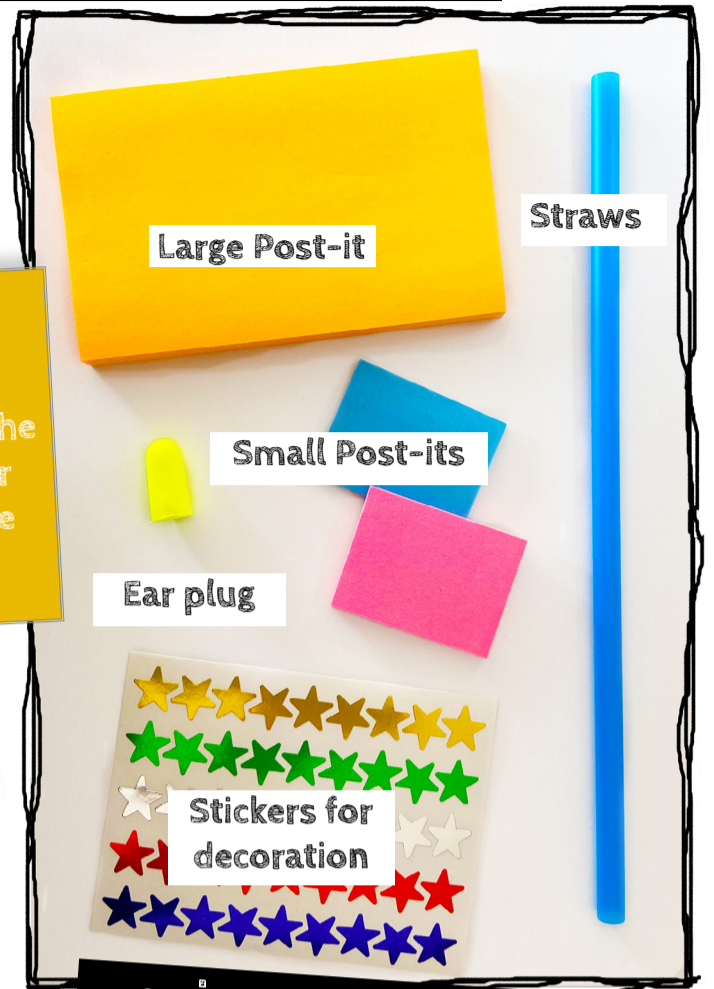 Large Post-it
Straws
Small Post-its
Ear plug
Stickers for
decoration